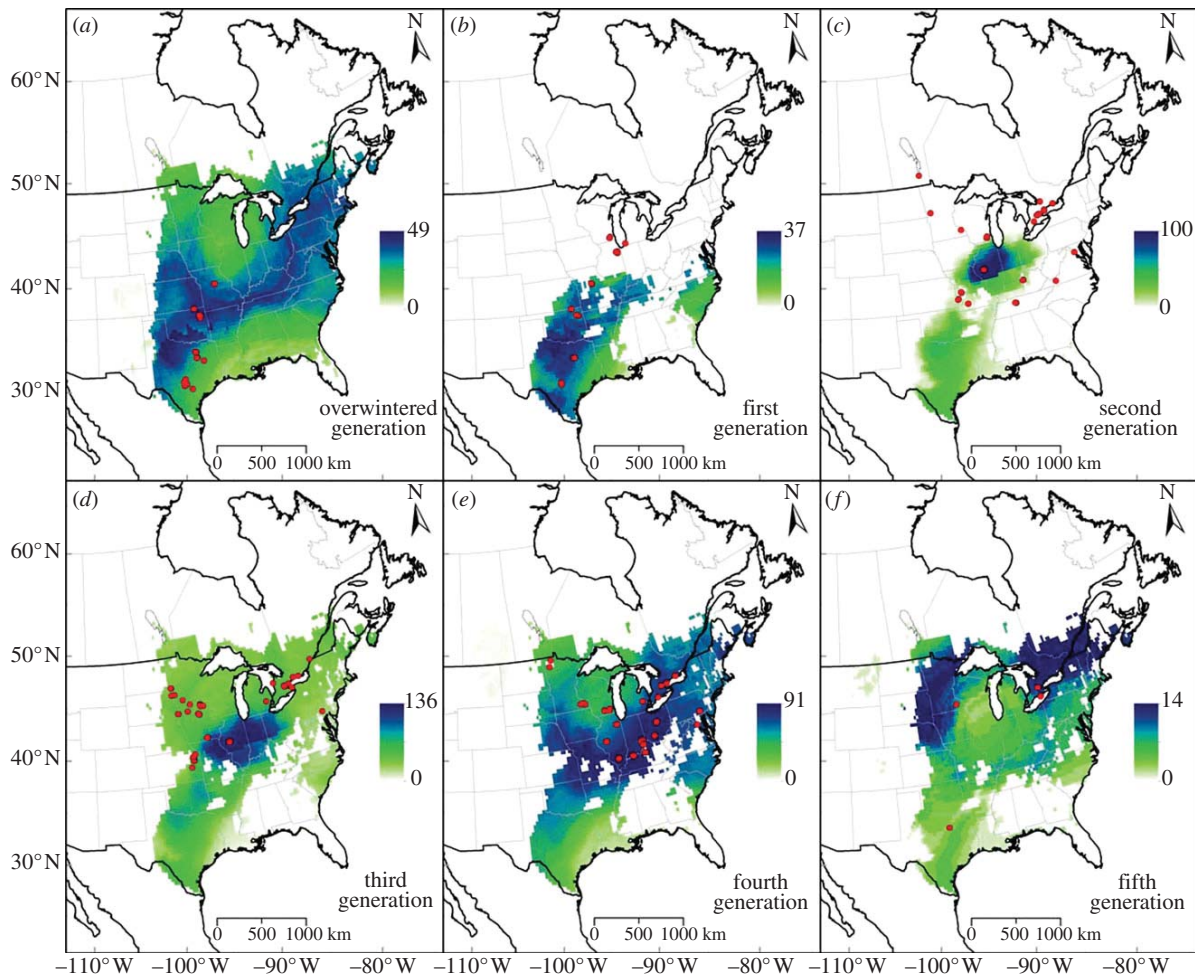 (a)
N
60°N
50°N
40°N
30°N
49
0
overwintered
generation
0 500 1000 km
(b)
N
37
0
first
generation
0 500 1000 km
(c)
N
100
0
second
generation
0 500 1000 km
(d)
N
60°N
50°N
40°N
30°N
136
0
third
generation
0 500 1000 km
(e)
N
91
0
fourth
generation
0 500 1000 km
(f)
N
14
0
fifth
generation
0 500 1000 km
–110°W –100°W –90°W –80°W
–110°W –100°W –90°W –80°W
–110°W –100°W –90°W –80°W